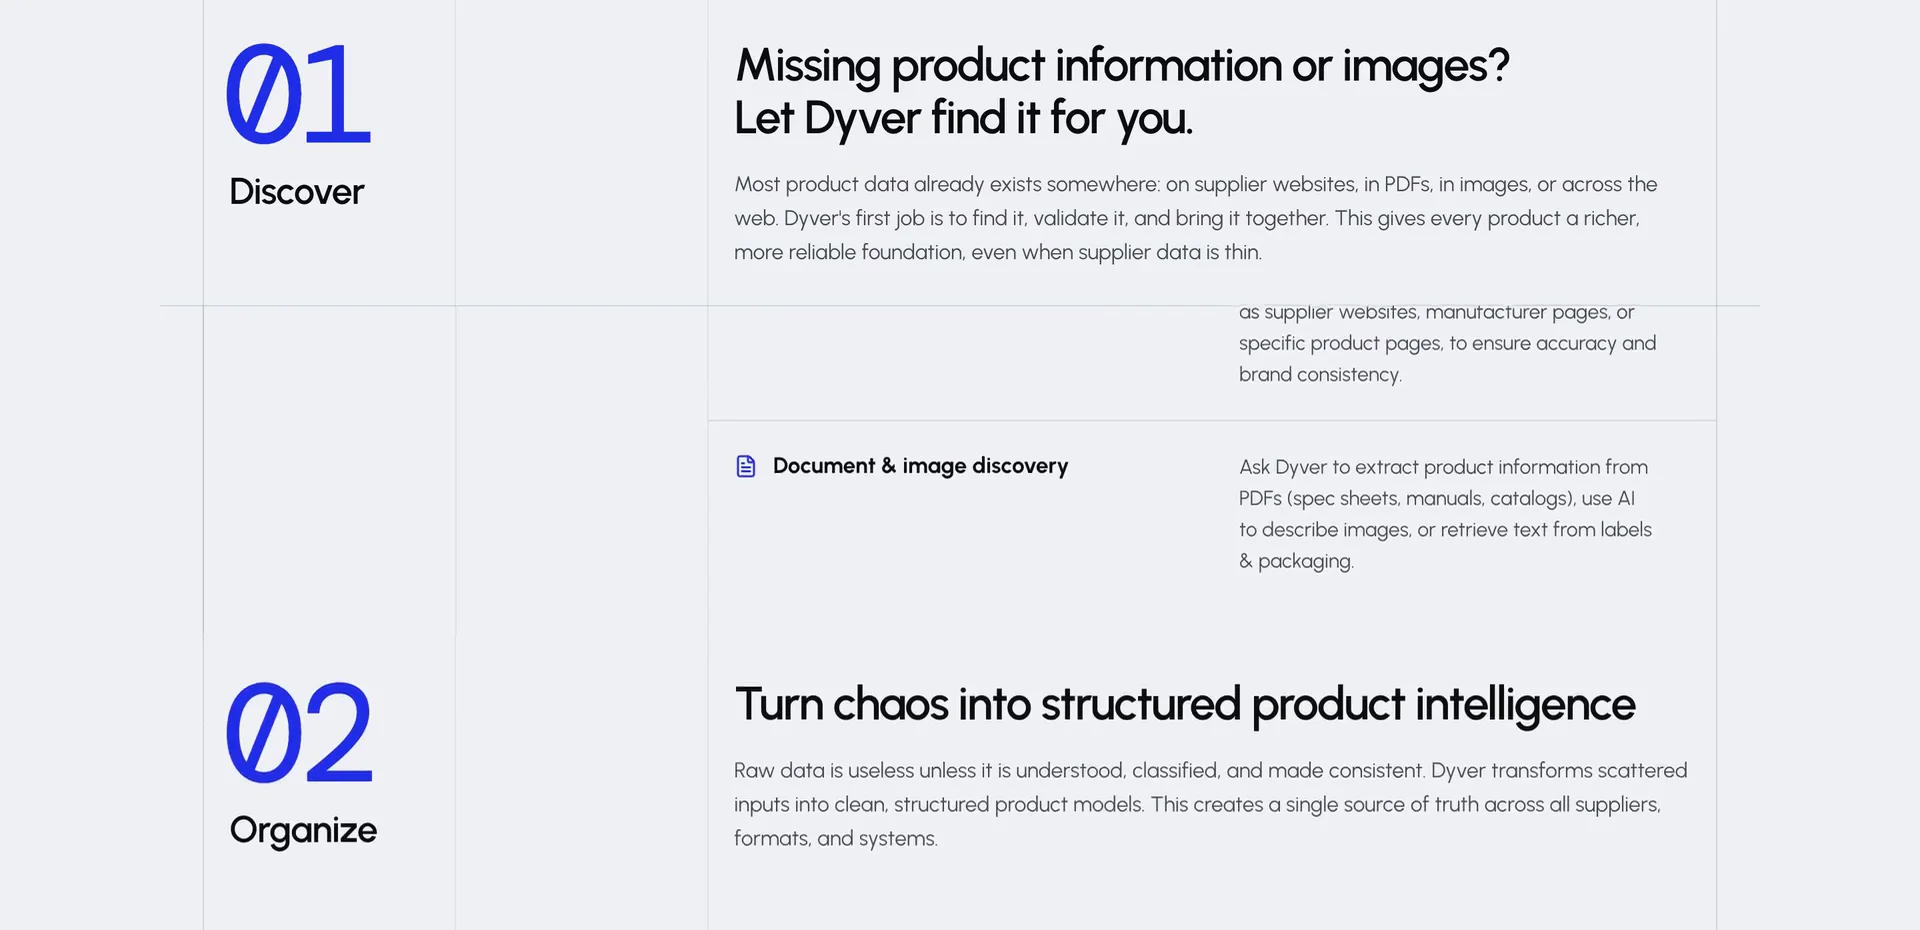 01
Discover
Missing product information or images?
Let Dyver find it for you.
Most product data already exists somewhere: on supplier websites, in PDFs, in images, or across the
web. Dyver's first job is to find it, validate it, and bring it together. This gives every product a richer,
more reliable foundation, even when supplier data is thin.
as supplier websites, manufacturer pages, or
specific product pages, to ensure accuracy and
brand consistency.
Document & image discovery
Ask Dyver to extract product information from
PDFs (spec sheets, manuals, catalogs), use AI
to describe images, or retrieve text from labels
& packaging.
02
Organize
Turn chaos into structured product intelligence
Raw data is useless unless it is understood, classified, and made consistent. Dyver transforms scattered
inputs into clean, structured product models. This creates a single source of truth across all suppliers,
formats, and systems.